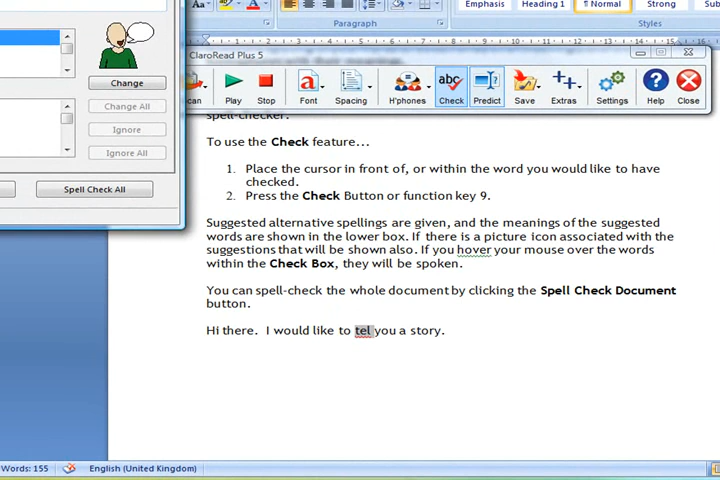 Emphasis Heading 1 ¶ Normal Strong Su
Paragraph Styles
ClaroRead Plus 5
can Play Stop Font Spacing H'phones Check Predict Save Extras Settings Help Close
Change
Change All
Ignore
Ignore All
Spell Check All
spell-checker.
To use the Check feature...
1. Place the cursor in front of, or within the word you would like to have
checked.
2. Press the Check Button or function key 9.
Suggested alternative spellings are given, and the meanings of the suggested
words are shown in the lower box. If there is a picture icon associated with the
suggestions that will be shown also. If you hover your mouse over the words
within the Check Box, they will be spoken.
You can spell-check the whole document by clicking the Spell Check Document
button.
Hi there. I would like to tel you a story.
Words: 155 English (United Kingdom)